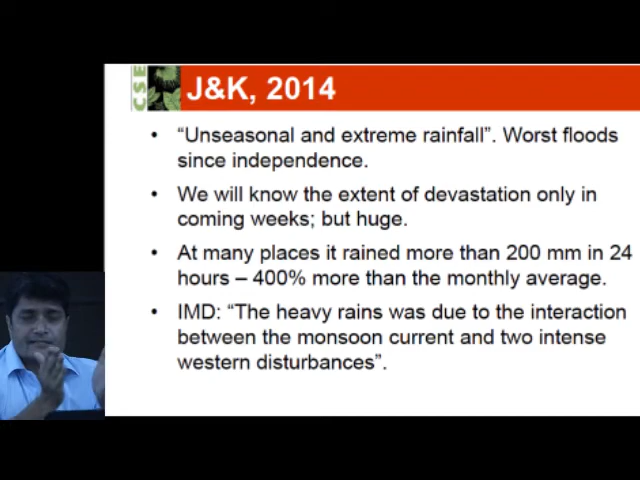 CSE
J&K, 2014
• "Unseasonal and extreme rainfall". Worst floods
since independence.
• We will know the extent of devastation only in
coming weeks; but huge.
• At many places it rained more than 200 mm in 24
hours – 400% more than the monthly average.
• IMD: "The heavy rains was due to the interaction
between the monsoon current and two intense
western disturbances".